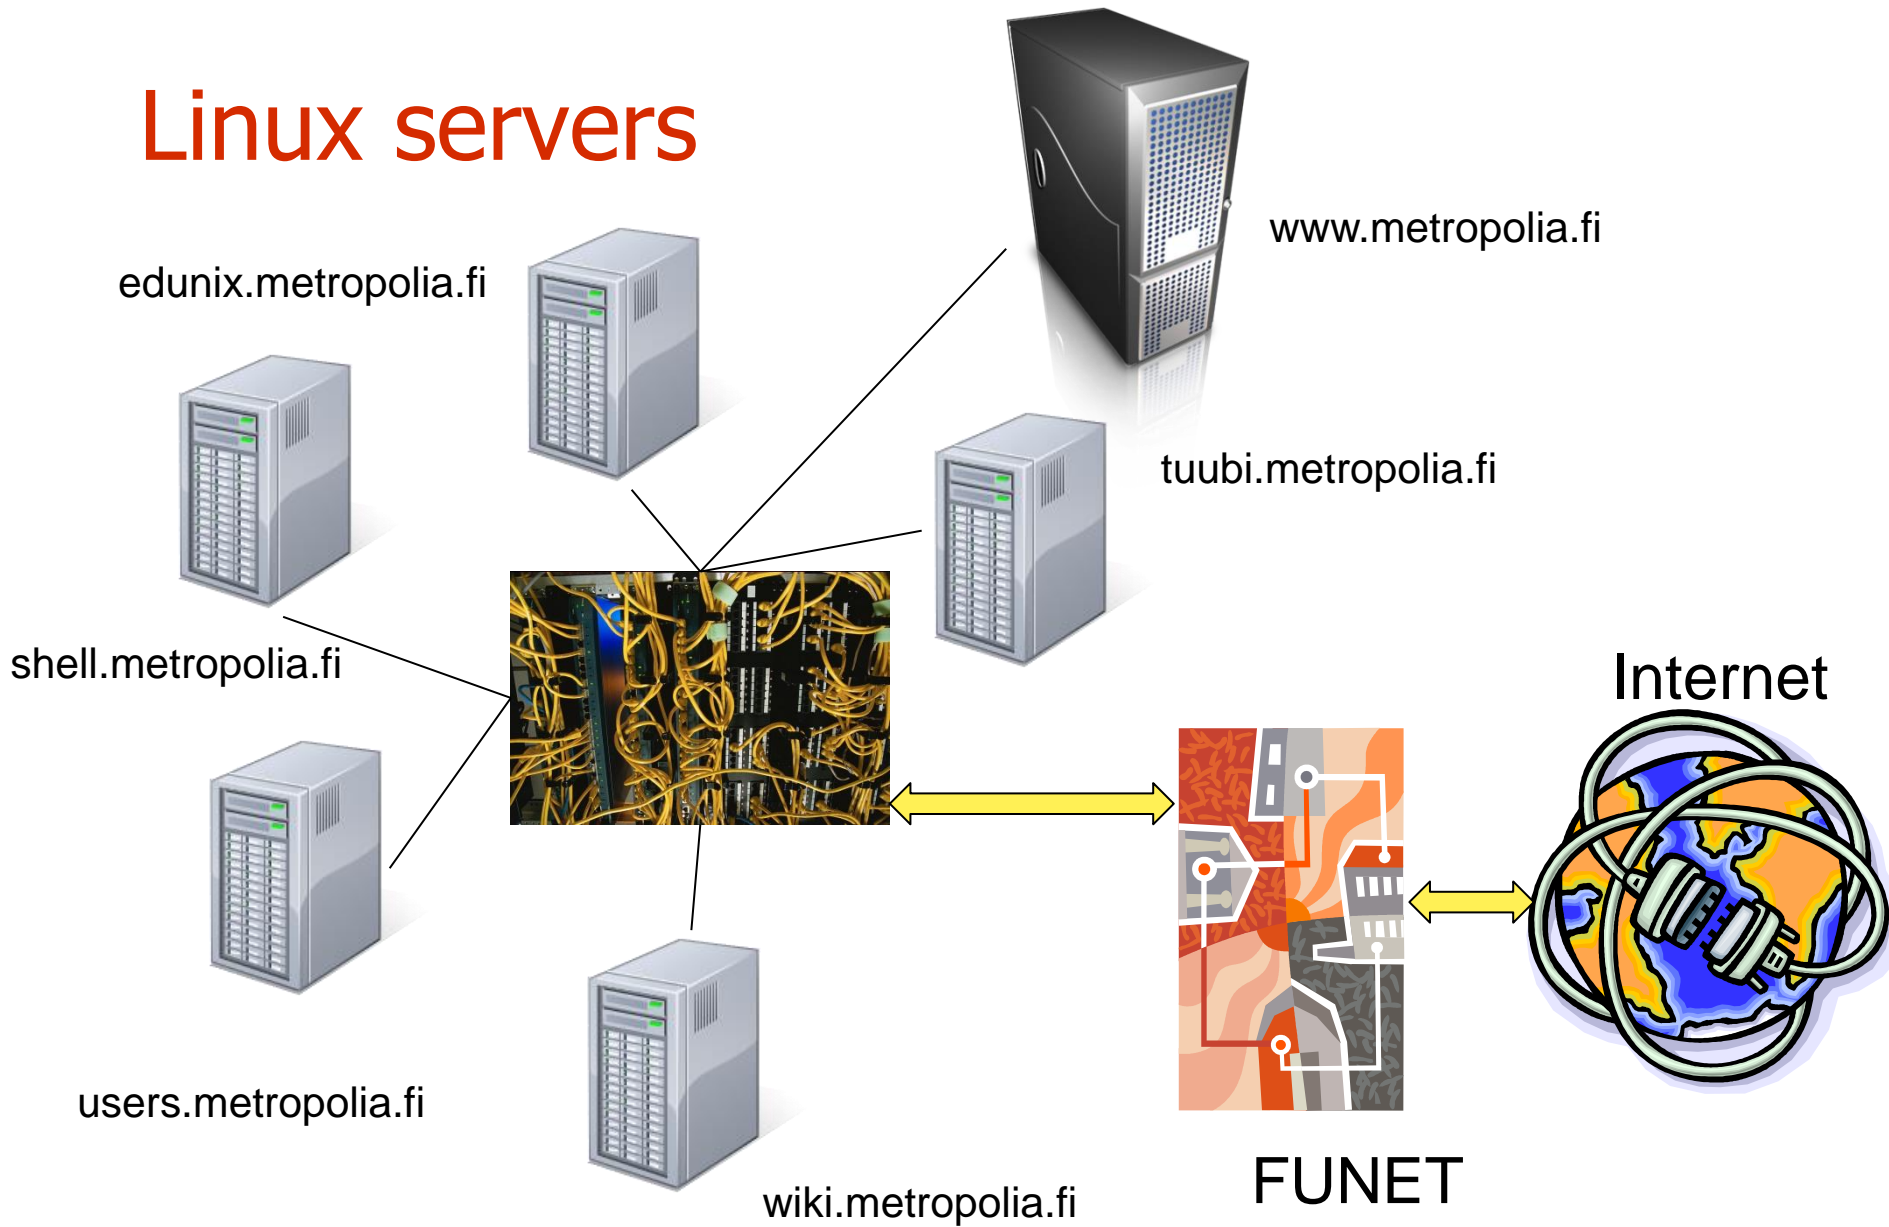 Linux servers
www.metropolia.fi
edunix.metropolia.fi
tuubi.metropolia.fi
shell.metropolia.fi
Internet
users.metropolia.fi
FUNET
wiki.metropolia.fi